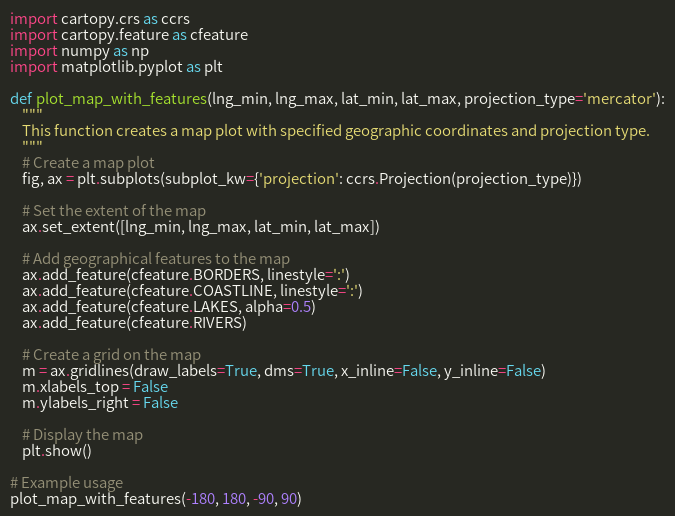 import cartopy.crs as ccrs
import cartopy.feature as cfeature
import numpy as np
import matplotlib.pyplot as plt

def plot_map_with_features(lng_min, lng_max, lat_min, lat_max, projection_type='mercator'):
    """
    This function creates a map plot with specified geographic coordinates and projection type.
    """
    # Create a map plot
    fig, ax = plt.subplots(subplot_kw={'projection': ccrs.Projection(projection_type)})

    # Set the extent of the map
    ax.set_extent([lng_min, lng_max, lat_min, lat_max])

    # Add geographical features to the map
    ax.add_feature(cfeature.BORDERS, linestyle=':')
    ax.add_feature(cfeature.COASTLINE, linestyle=':')
    ax.add_feature(cfeature.LAKES, alpha=0.5)
    ax.add_feature(cfeature.RIVERS)

    # Create a grid on the map
    m = ax.gridlines(draw_labels=True, dms=True, x_inline=False, y_inline=False)
    m.xlabels_top = False
    m.ylabels_right = False

    # Display the map
    plt.show()

# Example usage
plot_map_with_features(-180, 180, -90, 90)